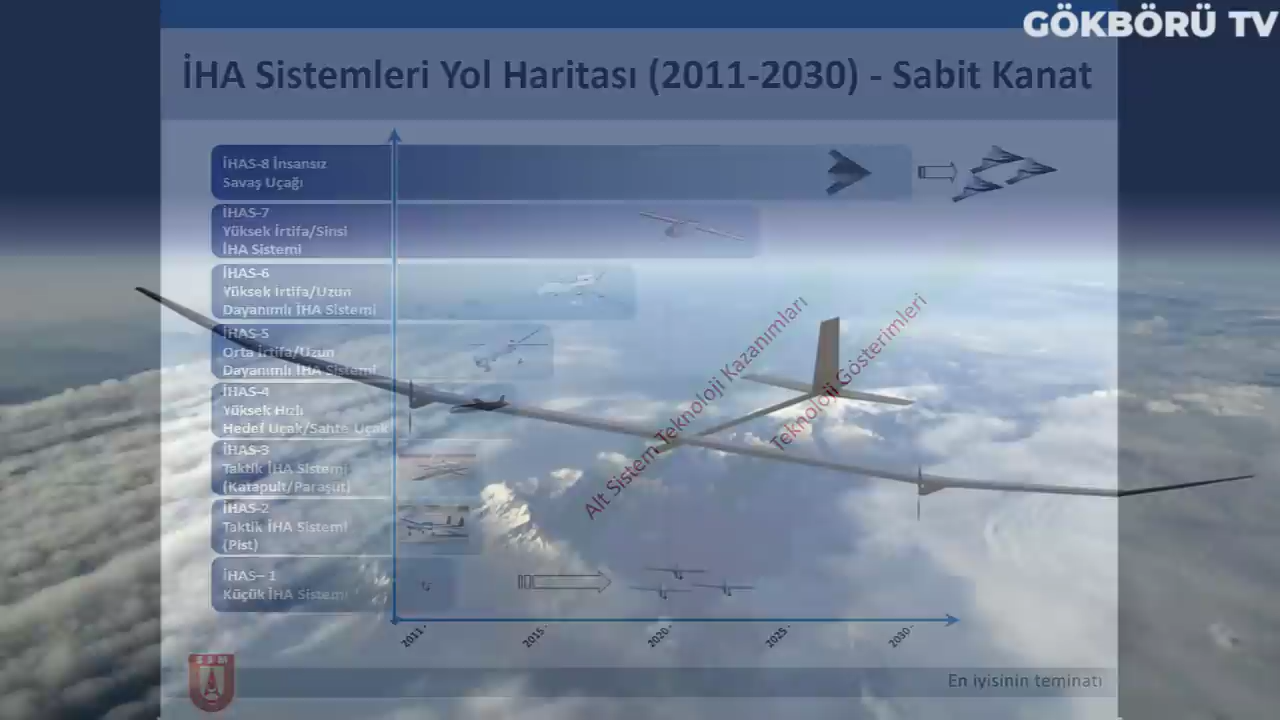 GÖKBÖRÜ TV
İHA Sistemleri Yol Haritası (2011-2030) - Sabit Kanat
İHAS-8 İnsansız
Savaş Uçağı
İHAS-7
Yüksek İrtifa/Sinsi
İHA Sistemi
İHAS-6
Yüksek İrtifa/Uzun
Dayanımlı İHA Sistemi
İHAS-5
Orta İrtifa/Uzun
Dayanımlı İHA Sistemi
İHAS-4
Yüksek Hızlı
Hedef Uçak/Sahte Uçak
İHAS-3
Taktik İHA Sistemi
(Katapult/Paraşüt)
İHAS-2
Taktik İHA Sistemi
(Pist)
İHAS– 1
Küçük İHA Sistemi
Alt Sistem Teknoloji Kazanımları
Teknoloji Gösterimleri
2011
2015
2020
2025
2030
SSM
En iyisinin teminatı